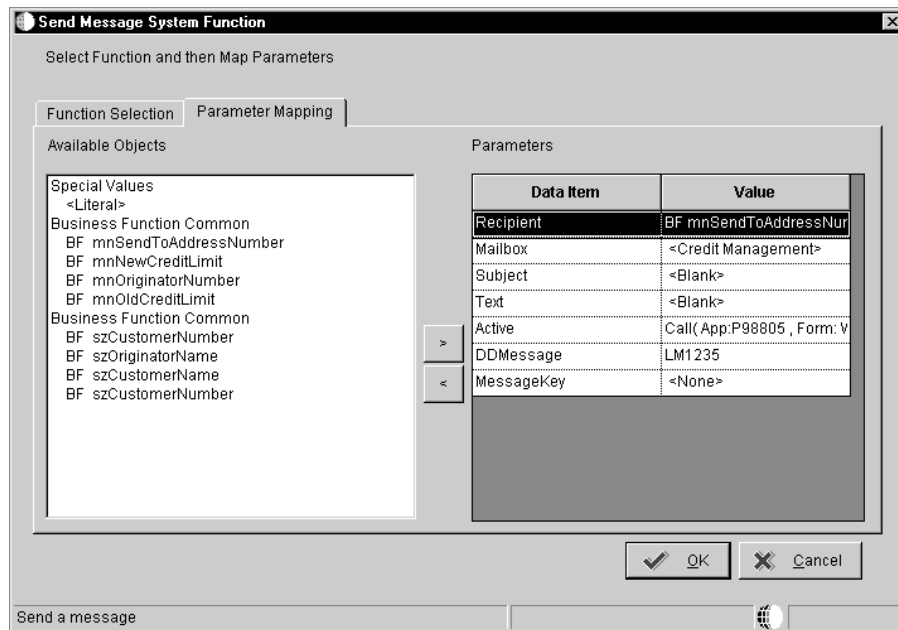 Send Message System Function
Select Function and then Map Parameters
Function Selection
Parameter Mapping
Available Objects
Special Values
<Literal>
Business Function Common
BF mnSendToAddressNumber
BF mnNewCreditLimit
BF mnOriginatorNumber
BF mnOldCreditLimit
Business Function Common
BF szCustomerNumber
BF szOriginatorName
BF szCustomerName
BF szCustomerNumber
>
<
Parameters
Data Item Value
Recipient BF mnSendToAddressNur
Mailbox <Credit Management>
Subject <Blank>
Text <Blank>
Active Call( App:P98805 , Form: V
DDMessage LM1235
MessageKey <None>
OK Cancel
Send a message